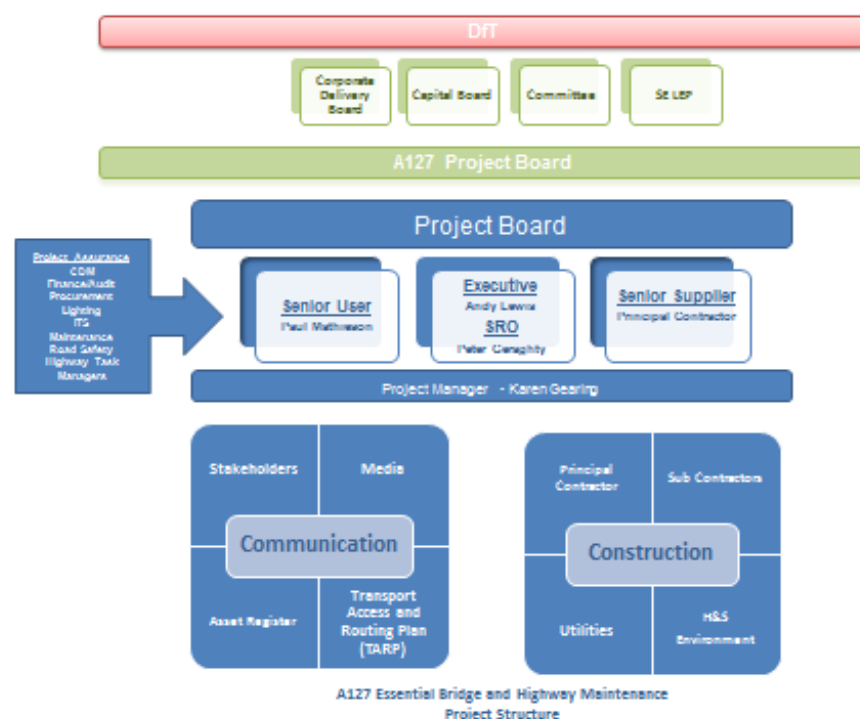 DfT
Corporate
Delivery
Board
Capital Board
Committee
SE LEP
A127 Project Board
Project Board
Project Assurance
CDM
Finance/Audit
Procurement
Lighting
ITS
Maintenance
Road Safety
Highway Task
Managers
Senior User
Paul Mathieson
Executive
Andy Lewis
SRO
Peter Geraghty
Senior Supplier
Principal Contractor
Project Manager - Karen Gearing
Stakeholders
Media
Communication
Asset Register
Transport
Access and
Routing Plan
(TARP)
Principal
Contractor
Sub Contractors
Construction
Utilities
H&S
Environment
A127 Essential Bridge and Highway Maintenance
Project Structure